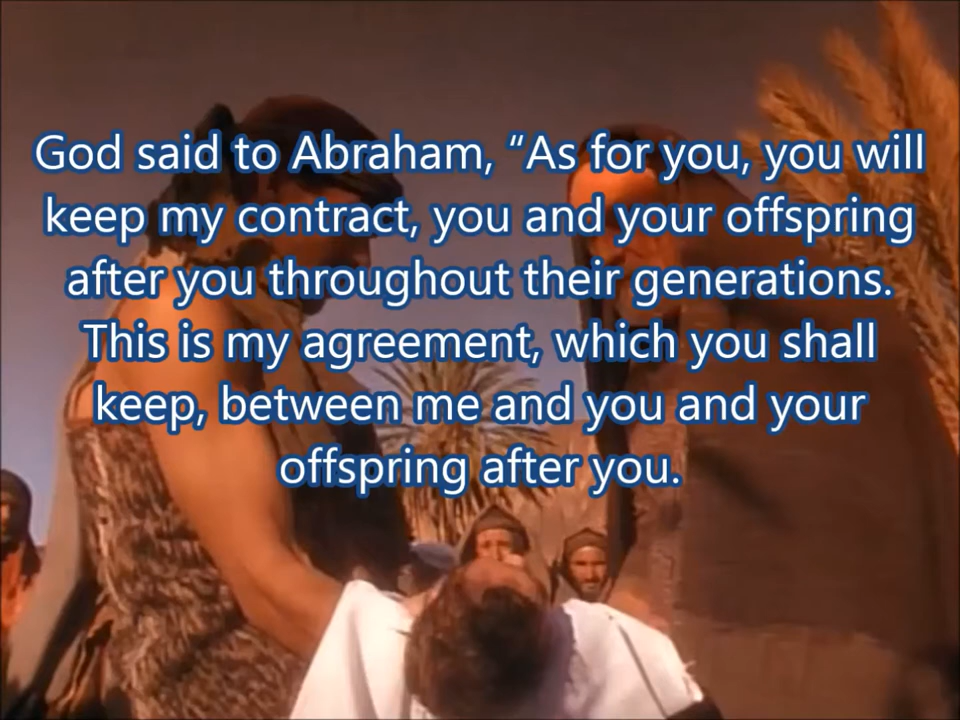 God said to Abraham, “As for you, you will
keep my contract, you and your offspring
after you throughout their generations.
This is my agreement, which you shall
keep, between me and you and your
offspring after you.